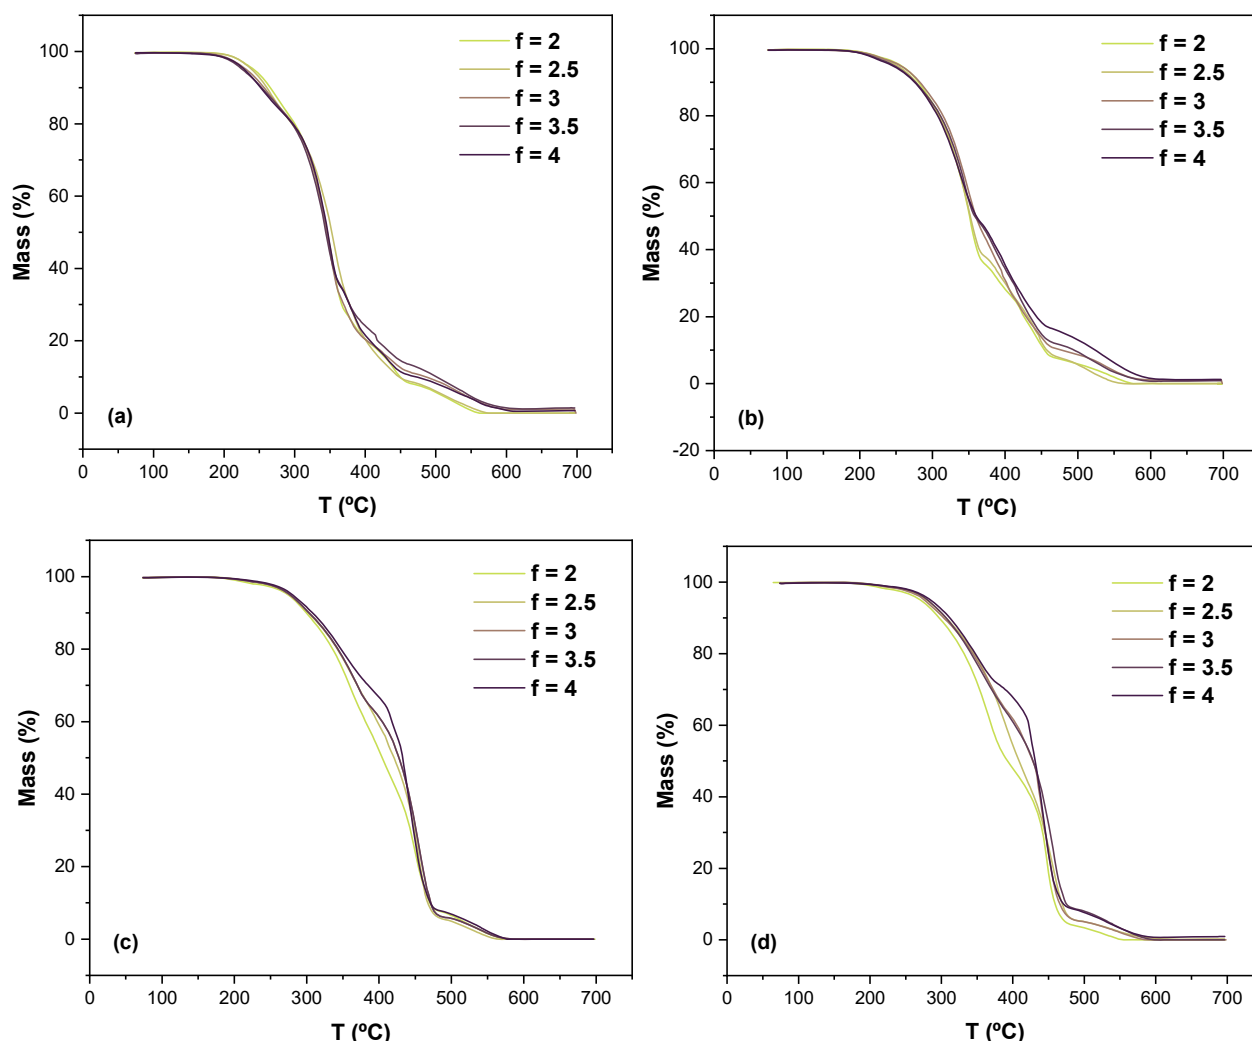 f = 2
f = 2.5
f = 3
f = 3.5
f = 4
100
80
60
40
20
0
Mass (%)
(a)
0 100 200 300 400 500 600 700
T (ºC)
f = 2
f = 2.5
f = 3
f = 3.5
f = 4
100
80
60
40
20
0
-20
Mass (%)
(b)
0 100 200 300 400 500 600 700
T (ºC)
f = 2
f = 2.5
f = 3
f = 3.5
f = 4
100
80
60
40
20
0
Mass (%)
(c)
0 100 200 300 400 500 600 700
T (ºC)
f = 2
f = 2.5
f = 3
f = 3.5
f = 4
100
80
60
40
20
0
Mass (%)
(d)
0 100 200 300 400 500 600 700
T (ºC)